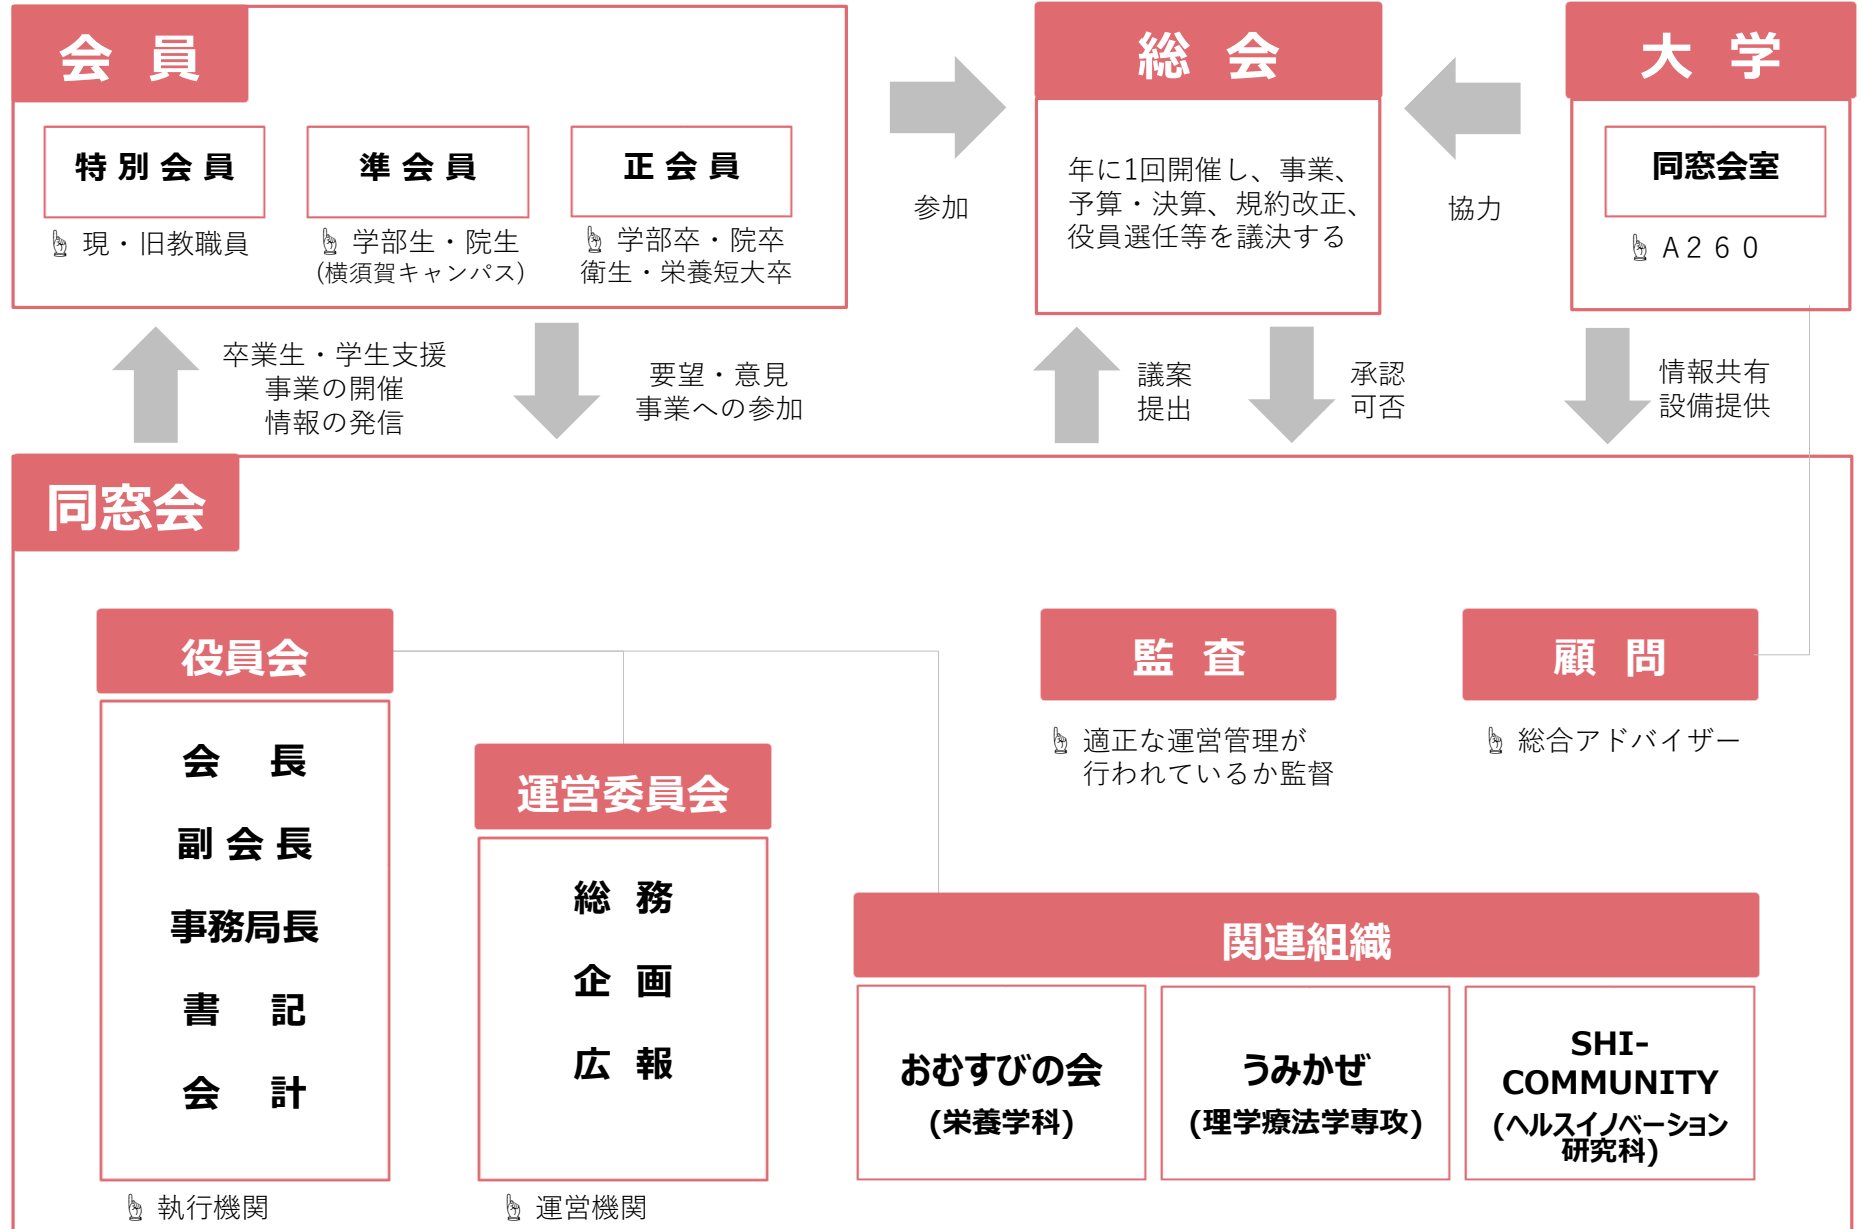 会 員
特 別 会 員
☝ 現・旧教職員
準 会 員
☝ 学部生・院生
(横須賀キャンパス)
正 会 員
☝ 学部卒・院卒
衛生・栄養短大卒
参加
総 会
年に1回開催し、事業、
予算・決算、規約改正、
役員選任等を議決する
協力
大 学
同窓会室
☝ A２６０
卒業生・学生支援
事業の開催
情報の発信
要望・意見
事業への参加
議案
提出
承認
可否
情報共有
設備提供
同窓会
役員会
会 長
副 会 長
事務局長
書 記
会 計
☝ 執行機関
運営委員会
総 務
企 画
広 報
☝ 運営機関
監 査
☝ 適正な運営管理が
行われているか監督
顧 問
☝ 総合アドバイザー
関連組織
おむすびの会
(栄養学科)
うみかぜ
(理学療法学専攻)
SHI-
COMMUNITY
(ヘルスイノベーション
研究科)